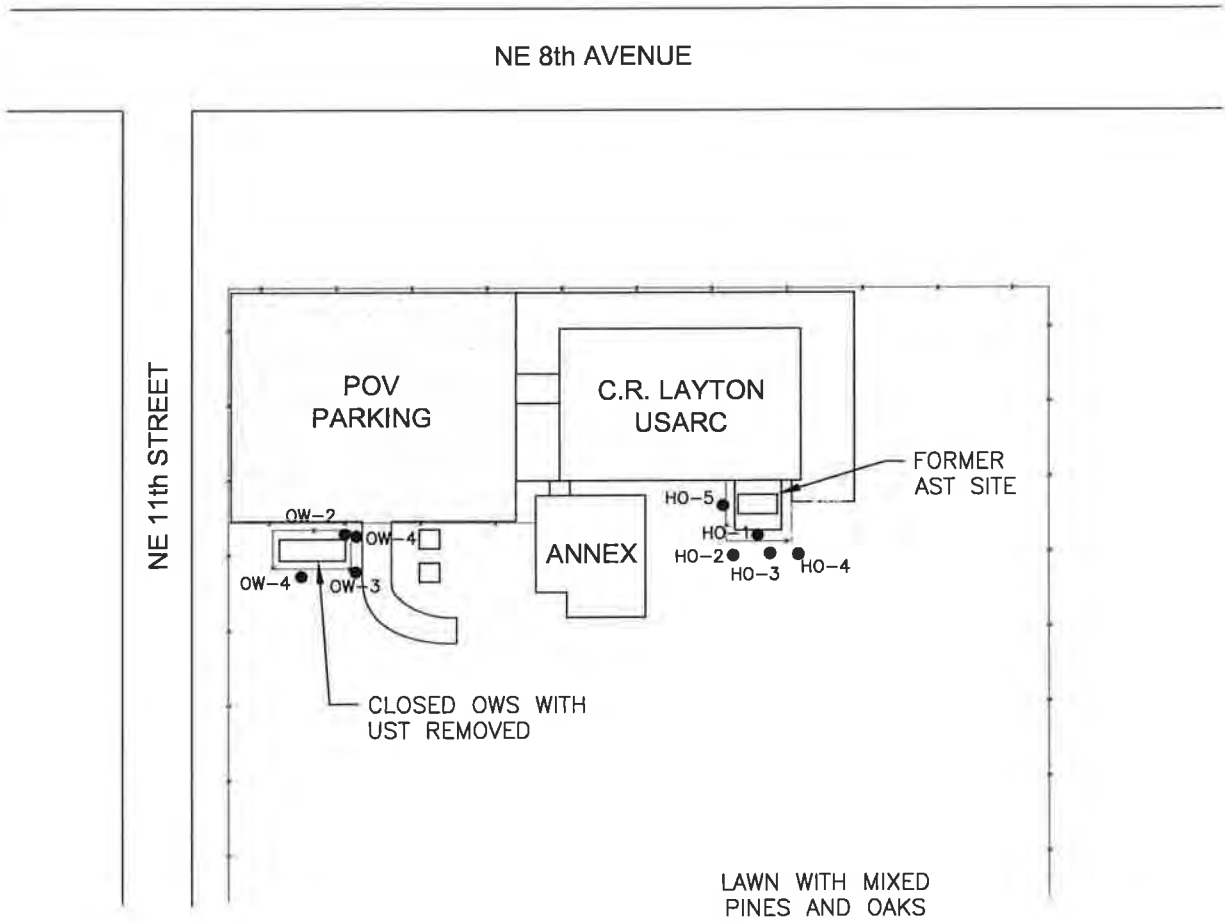 NE 8th AVENUE
NE 11th STREET
POV
PARKING
C.R. LAYTON
USARC
FORMER
AST SITE
HO-5
HO-1
HO-2
HO-3
HO-4
ANNEX
OW-2
OW-4
OW-4
OW-3
CLOSED OWS WITH
UST REMOVED
LAWN WITH MIXED
PINES AND OAKS